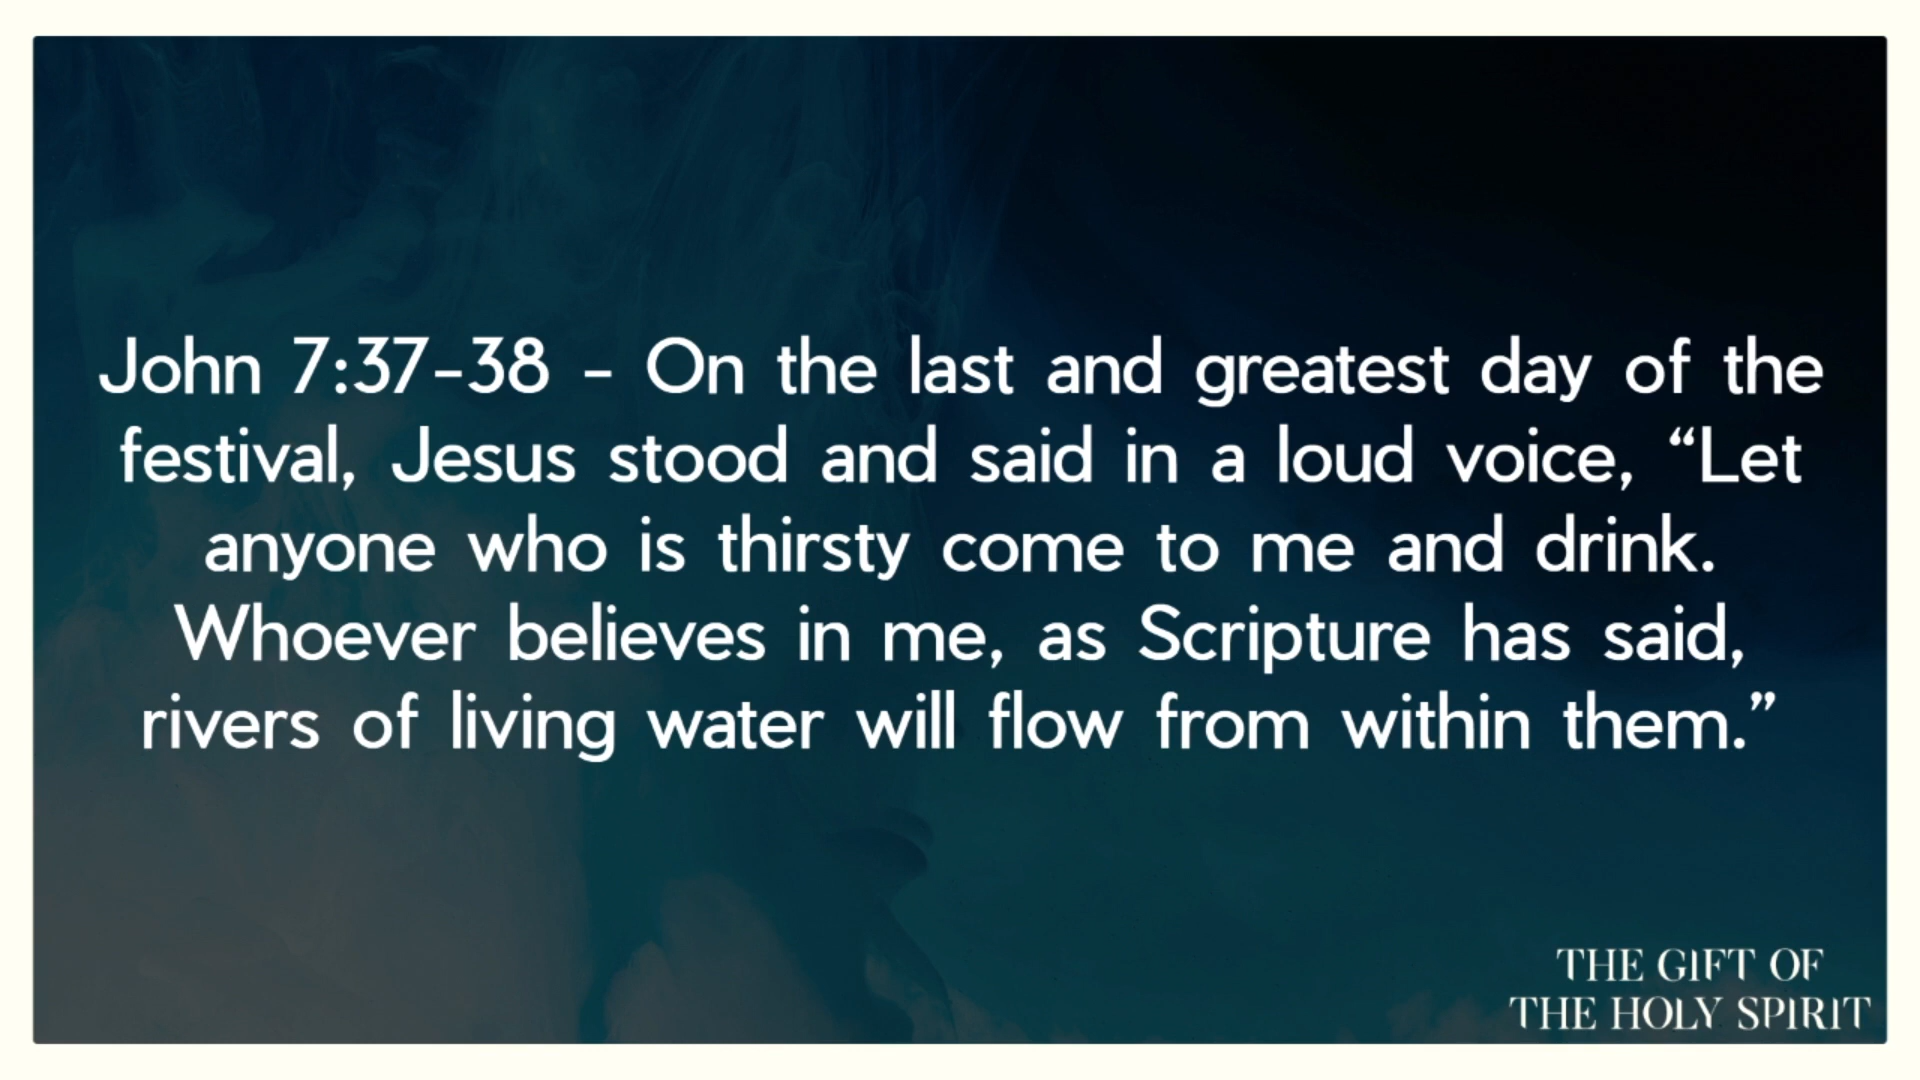 John 7:37-38 - On the last and greatest day of the
festival, Jesus stood and said in a loud voice, “Let
anyone who is thirsty come to me and drink.
Whoever believes in me, as Scripture has said,
rivers of living water will flow from within them.”
THE GIFT OF
THE HOLY SPIRIT